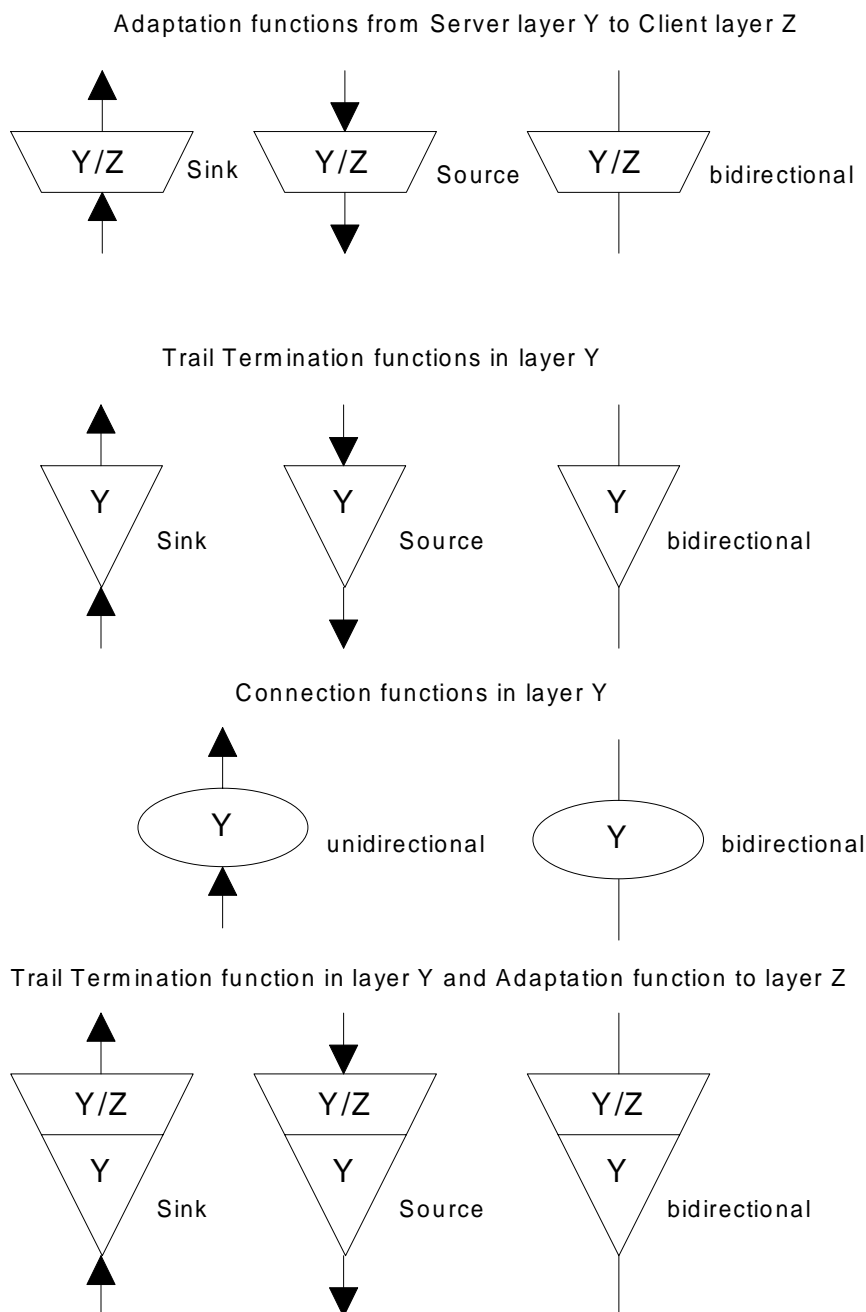 Adaptation functions from Server layer Y to Client layer Z
Y/Z Sink Y/Z Source Y/Z bidirectional
Trail Termination functions in layer Y
Y Sink Y Source Y bidirectional
Connection functions in layer Y
Y unidirectional Y bidirectional
Trail Termination function in layer Y and Adaptation function to layer Z
Y/Z Y/Z Y/Z
Y Sink Y Source Y bidirectional